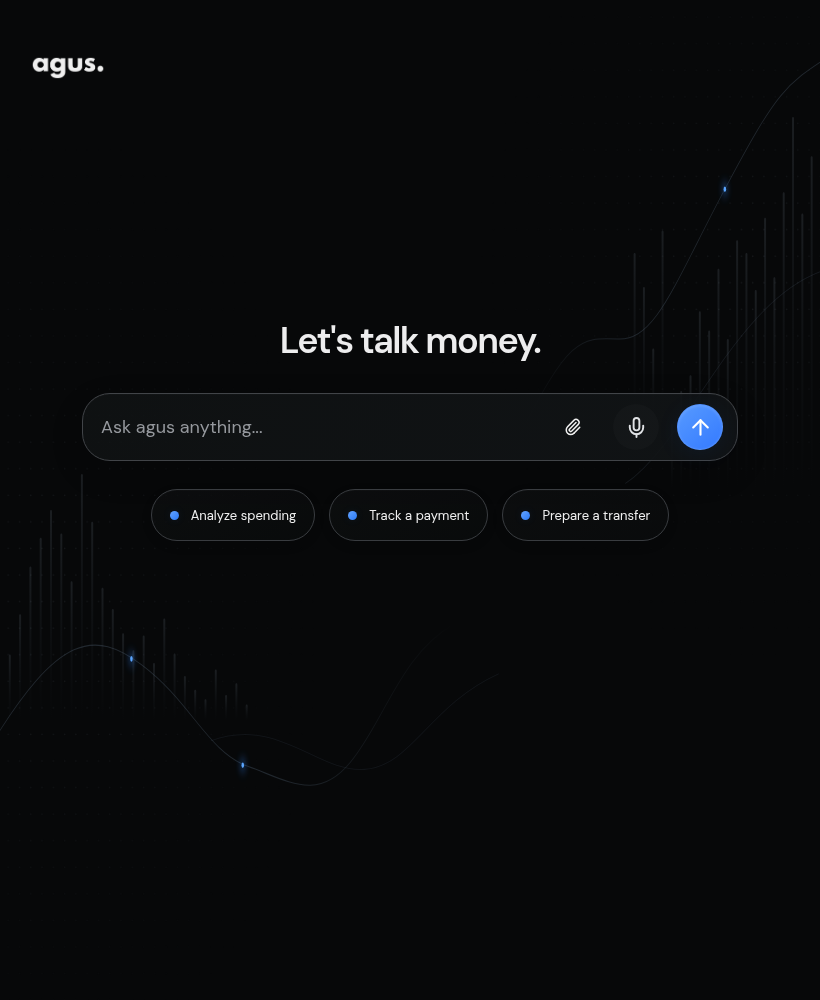 agus.
Let's talk money.
Ask agus anything...
Analyze spending
Track a payment
Prepare a transfer